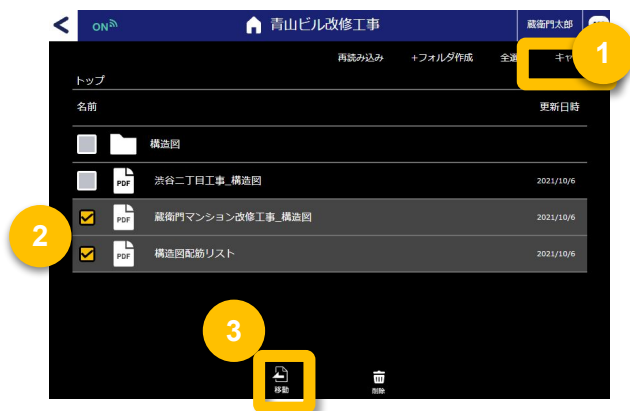 ON
青山ビル改修工事
蔵衛門太郎
再読み込み
+フォルダ作成
1
トップ
名前
更新日時
構造図
PDF
渋谷二丁目工事_構造図
2021/10/6
2
PDF
蔵衛門マンション改修工事_構造図
2021/10/6
PDF
構造図配筋リスト
2021/10/6
3
移動
削除